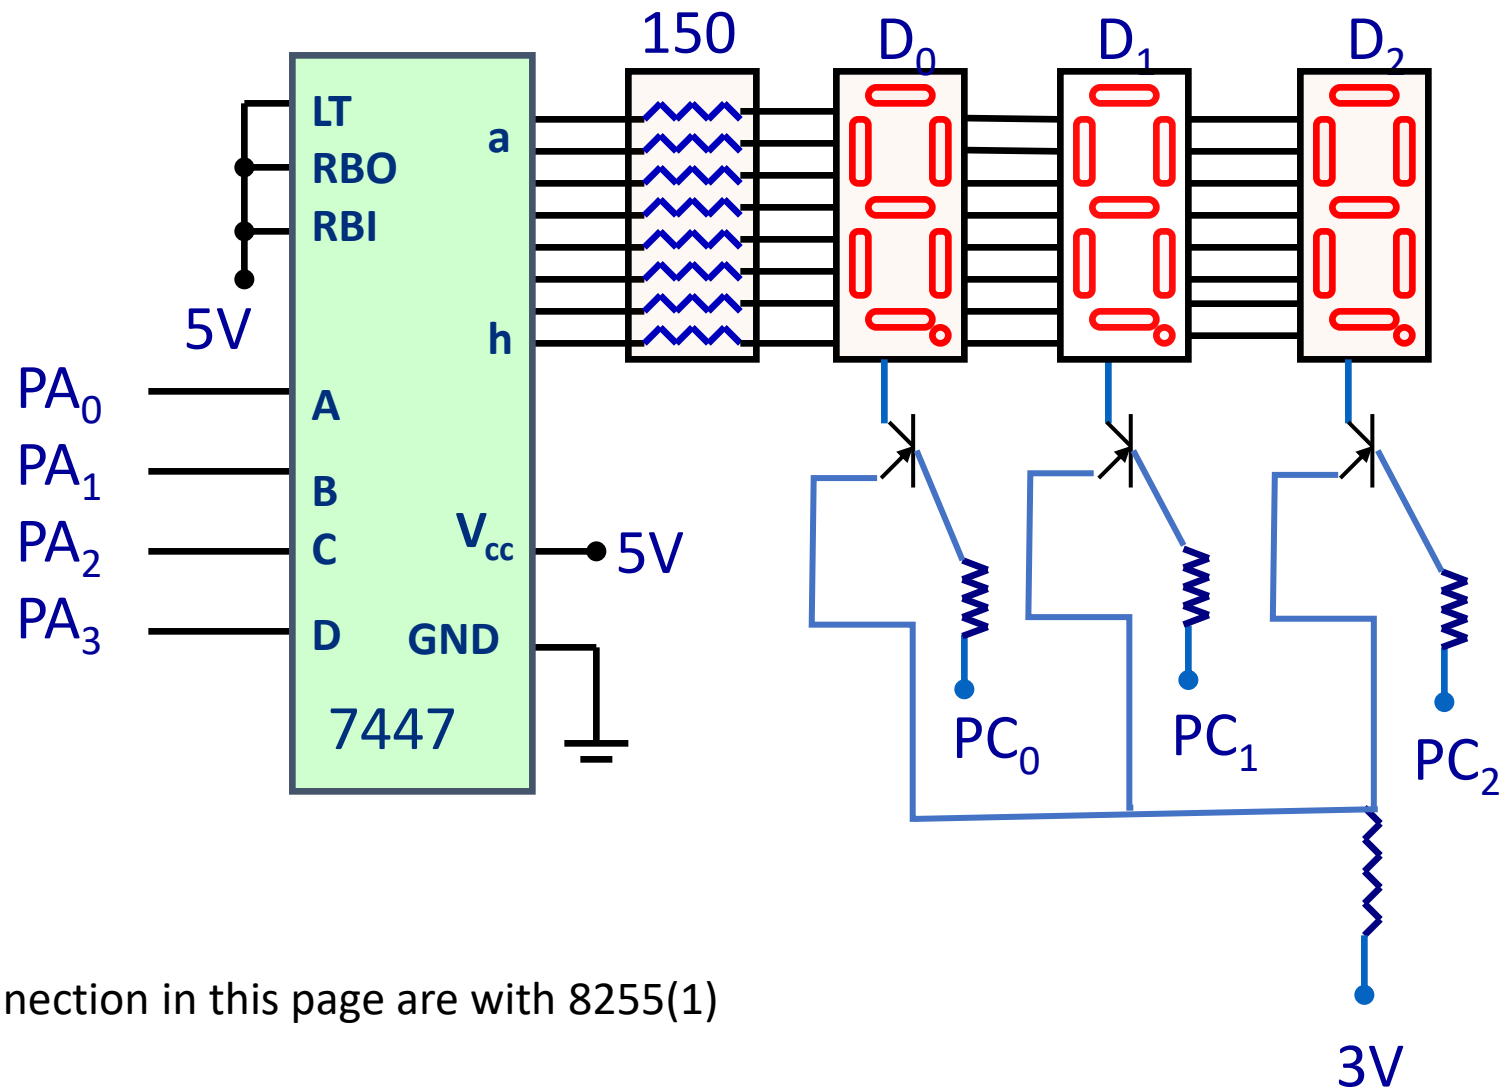 150
D₀
D₁
D₂
LT
RBO
RBI
a
h
5V
PA₀
PA₁
PA₂
PA₃
A
B
C
D
Vcc
5V
GND
7447
PC₀
PC₁
PC₂
nection in this page are with 8255(1)
3V